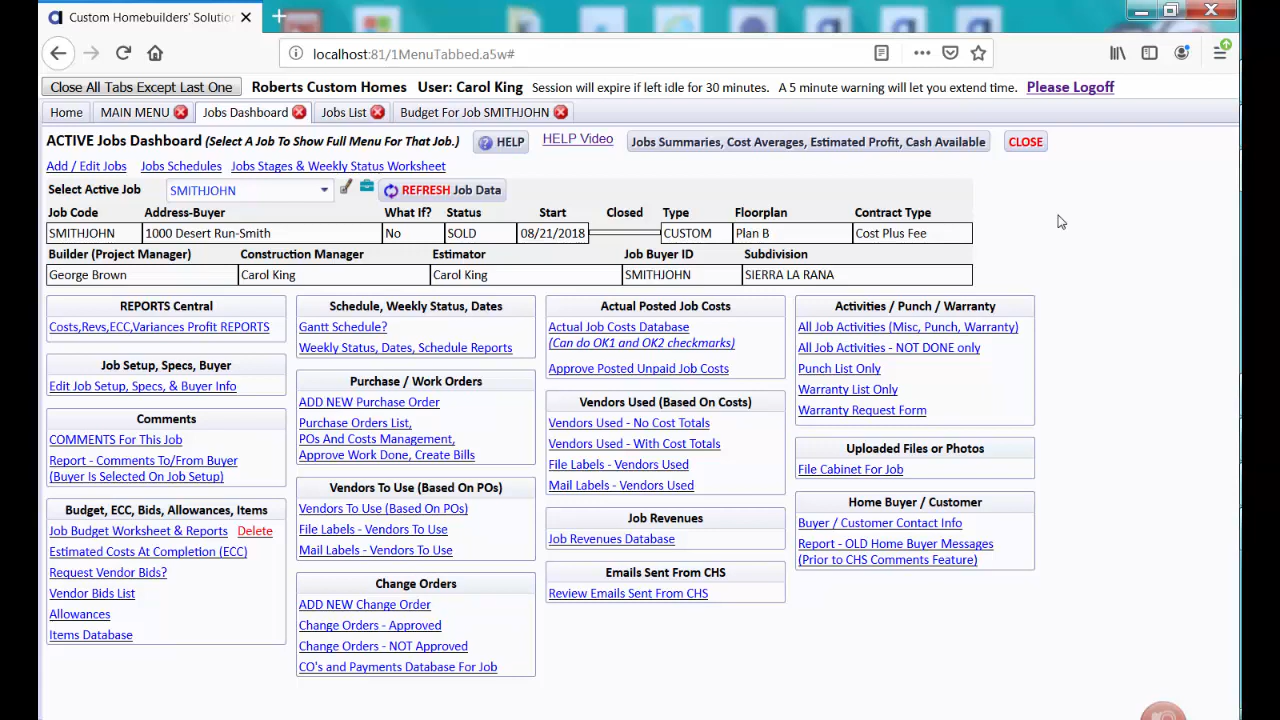 Custom Homebuilders' Solution
localhost:81/1MenuTabbed.a5w#
Close All Tabs Except Last One Roberts Custom Homes User: Carol King Session will expire if left idle for 30 minutes. A 5 minute warning will let you extend time. Please Logoff
Home MAIN MENU Jobs Dashboard Jobs List Budget For Job SMITHJOHN
ACTIVE Jobs Dashboard (Select A Job To Show Full Menu For That Job.) HELP HELP Video Jobs Summaries, Cost Averages, Estimated Profit, Cash Available CLOSE
Add / Edit Jobs Jobs Schedules Jobs Stages & Weekly Status Worksheet
Select Active Job SMITHJOHN REFRESH Job Data
Job Code Address-Buyer What If? Status Start Closed Type Floorplan Contract Type
SMITHJOHN 1000 Desert Run-Smith No SOLD 08/21/2018 CUSTOM Plan B Cost Plus Fee
Builder (Project Manager) Construction Manager Estimator Job Buyer ID Subdivision
George Brown Carol King Carol King SMITHJOHN SIERRA LA RANA
REPORTS Central
Costs,Revs,ECC,Variances Profit REPORTS
Job Setup, Specs, Buyer
Edit Job Setup, Specs, & Buyer Info
Comments
COMMENTS For This Job
Report - Comments To/From Buyer
(Buyer Is Selected On Job Setup)
Budget, ECC, Bids, Allowances, Items
Job Budget Worksheet & Reports Delete
Estimated Costs At Completion (ECC)
Request Vendor Bids?
Vendor Bids List
Allowances
Items Database
Schedule, Weekly Status, Dates
Gantt Schedule?
Weekly Status, Dates, Schedule Reports
Purchase / Work Orders
ADD NEW Purchase Order
Purchase Orders List,
POs And Costs Management,
Approve Work Done, Create Bills
Vendors To Use (Based On POs)
Vendors To Use (Based On POs)
File Labels - Vendors To Use
Mail Labels - Vendors To Use
Change Orders
ADD NEW Change Order
Change Orders - Approved
Change Orders - NOT Approved
CO's and Payments Database For Job
Actual Posted Job Costs
Actual Job Costs Database
(Can do OK1 and OK2 checkmarks)
Approve Posted Unpaid Job Costs
Vendors Used (Based On Costs)
Vendors Used - No Cost Totals
Vendors Used - With Cost Totals
File Labels - Vendors Used
Mail Labels - Vendors Used
Job Revenues
Job Revenues Database
Emails Sent From CHS
Review Emails Sent From CHS
Activities / Punch / Warranty
All Job Activities (Misc, Punch, Warranty)
All Job Activities - NOT DONE only
Punch List Only
Warranty List Only
Warranty Request Form
Uploaded Files or Photos
File Cabinet For Job
Home Buyer / Customer
Buyer / Customer Contact Info
Report - OLD Home Buyer Messages
(Prior to CHS Comments Feature)